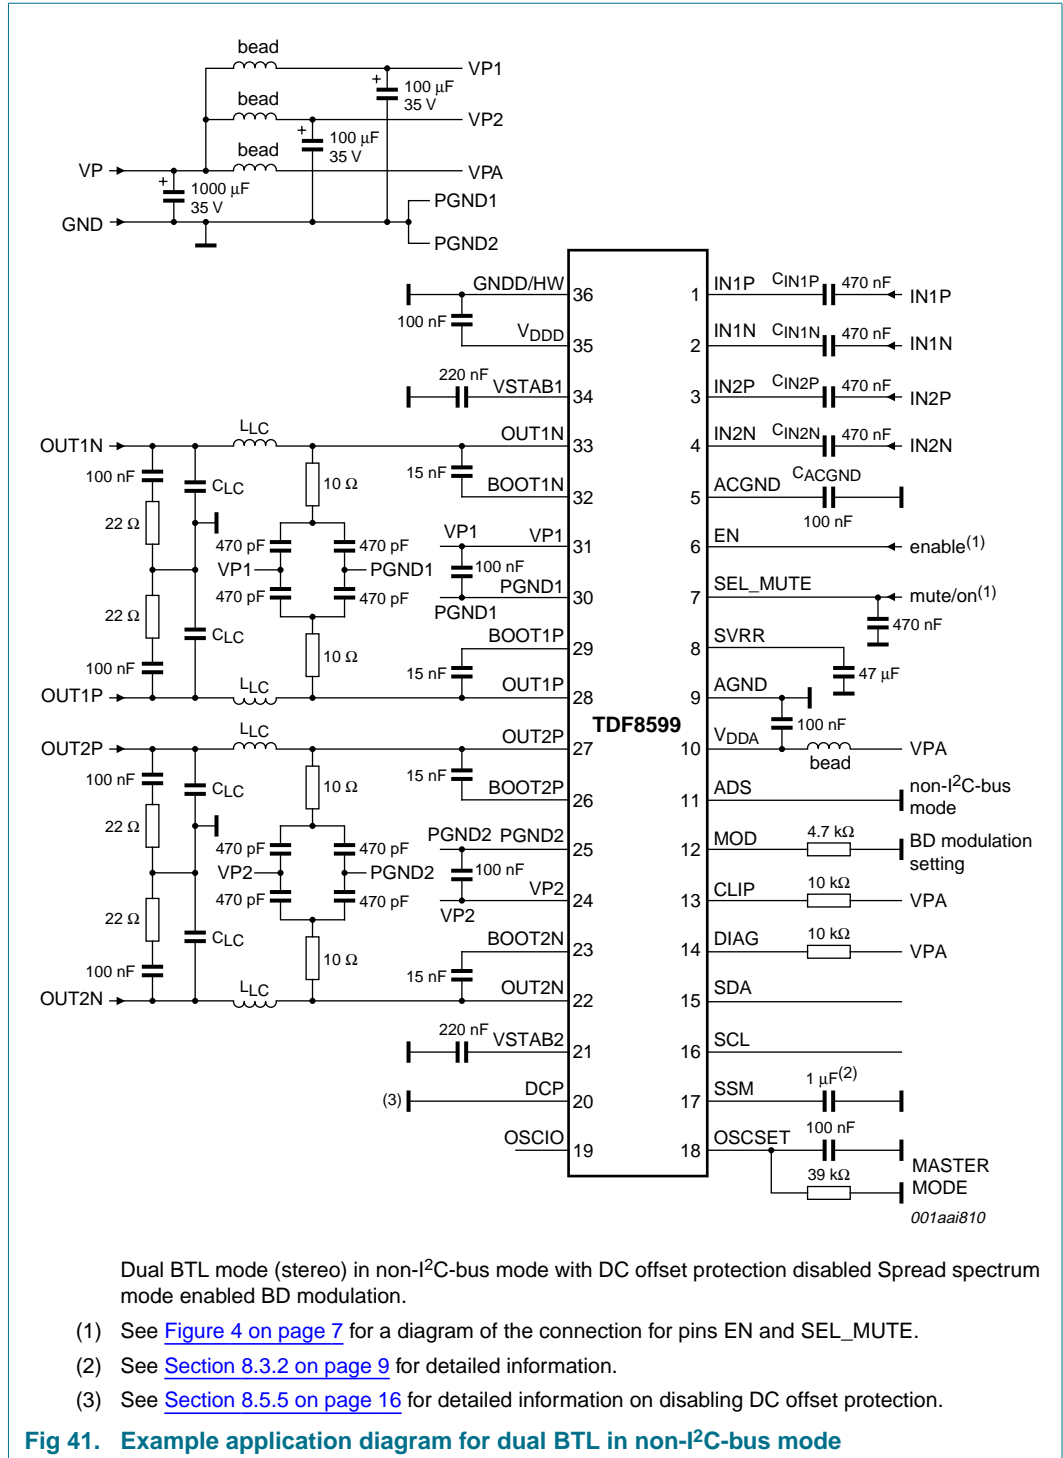 bead
VP1
+
100 μF
35 V
bead
VP2
+
100 μF
35 V
bead
VP
VPA
+
1000 μF
35 V
PGND1
GND
PGND2
GNDD/HW
36
100 nF
VDDD
35
220 nF
VSTAB1
34
OUT1N
LLC
OUT1N
33
100 nF
CLC
10 Ω
15 nF
BOOT1N
32
22 Ω
470 pF
470 pF
VP1
VP1
31
VP1
PGND1
100 nF
470 pF
470 pF
PGND1
30
PGND1
22 Ω
CLC
10 Ω
BOOT1P
29
100 nF
15 nF
OUT1P
LLC
OUT1P
28
TDF8599
OUT2P
LLC
OUT2P
27
100 nF
CLC
10 Ω
15 nF
BOOT2P
26
22 Ω
470 pF
470 pF
PGND2
PGND2
25
VP2
PGND2
100 nF
470 pF
470 pF
VP2
24
VP2
22 Ω
CLC
10 Ω
BOOT2N
23
100 nF
15 nF
OUT2N
LLC
OUT2N
22
220 nF
VSTAB2
21
(3)
DCP
20
OSCIO
19
1
IN1P
CIN1P
470 nF
IN1P
2
IN1N
CIN1N
470 nF
IN1N
3
IN2P
CIN2P
470 nF
IN2P
4
IN2N
CIN2N
470 nF
IN2N
5
ACGND
CACGND
100 nF
6
EN
enable(1)
7
SEL_MUTE
mute/on(1)
470 nF
8
SVRR
47 μF
9
AGND
100 nF
10
VDDA
bead
VPA
11
ADS
non-I2C-bus
mode
12
MOD
4.7 kΩ
BD modulation
setting
13
CLIP
10 kΩ
VPA
14
DIAG
10 kΩ
VPA
15
SDA
16
SCL
17
SSM
1 μF(2)
18
OSCSET
100 nF
39 kΩ
MASTER
MODE
001aai810
Dual BTL mode (stereo) in non-I2C-bus mode with DC offset protection disabled Spread spectrum
mode enabled BD modulation.
(1) See Figure 4 on page 7 for a diagram of the connection for pins EN and SEL_MUTE.
(2) See Section 8.3.2 on page 9 for detailed information.
(3) See Section 8.5.5 on page 16 for detailed information on disabling DC offset protection.
Fig 41. Example application diagram for dual BTL in non-I2C-bus mode